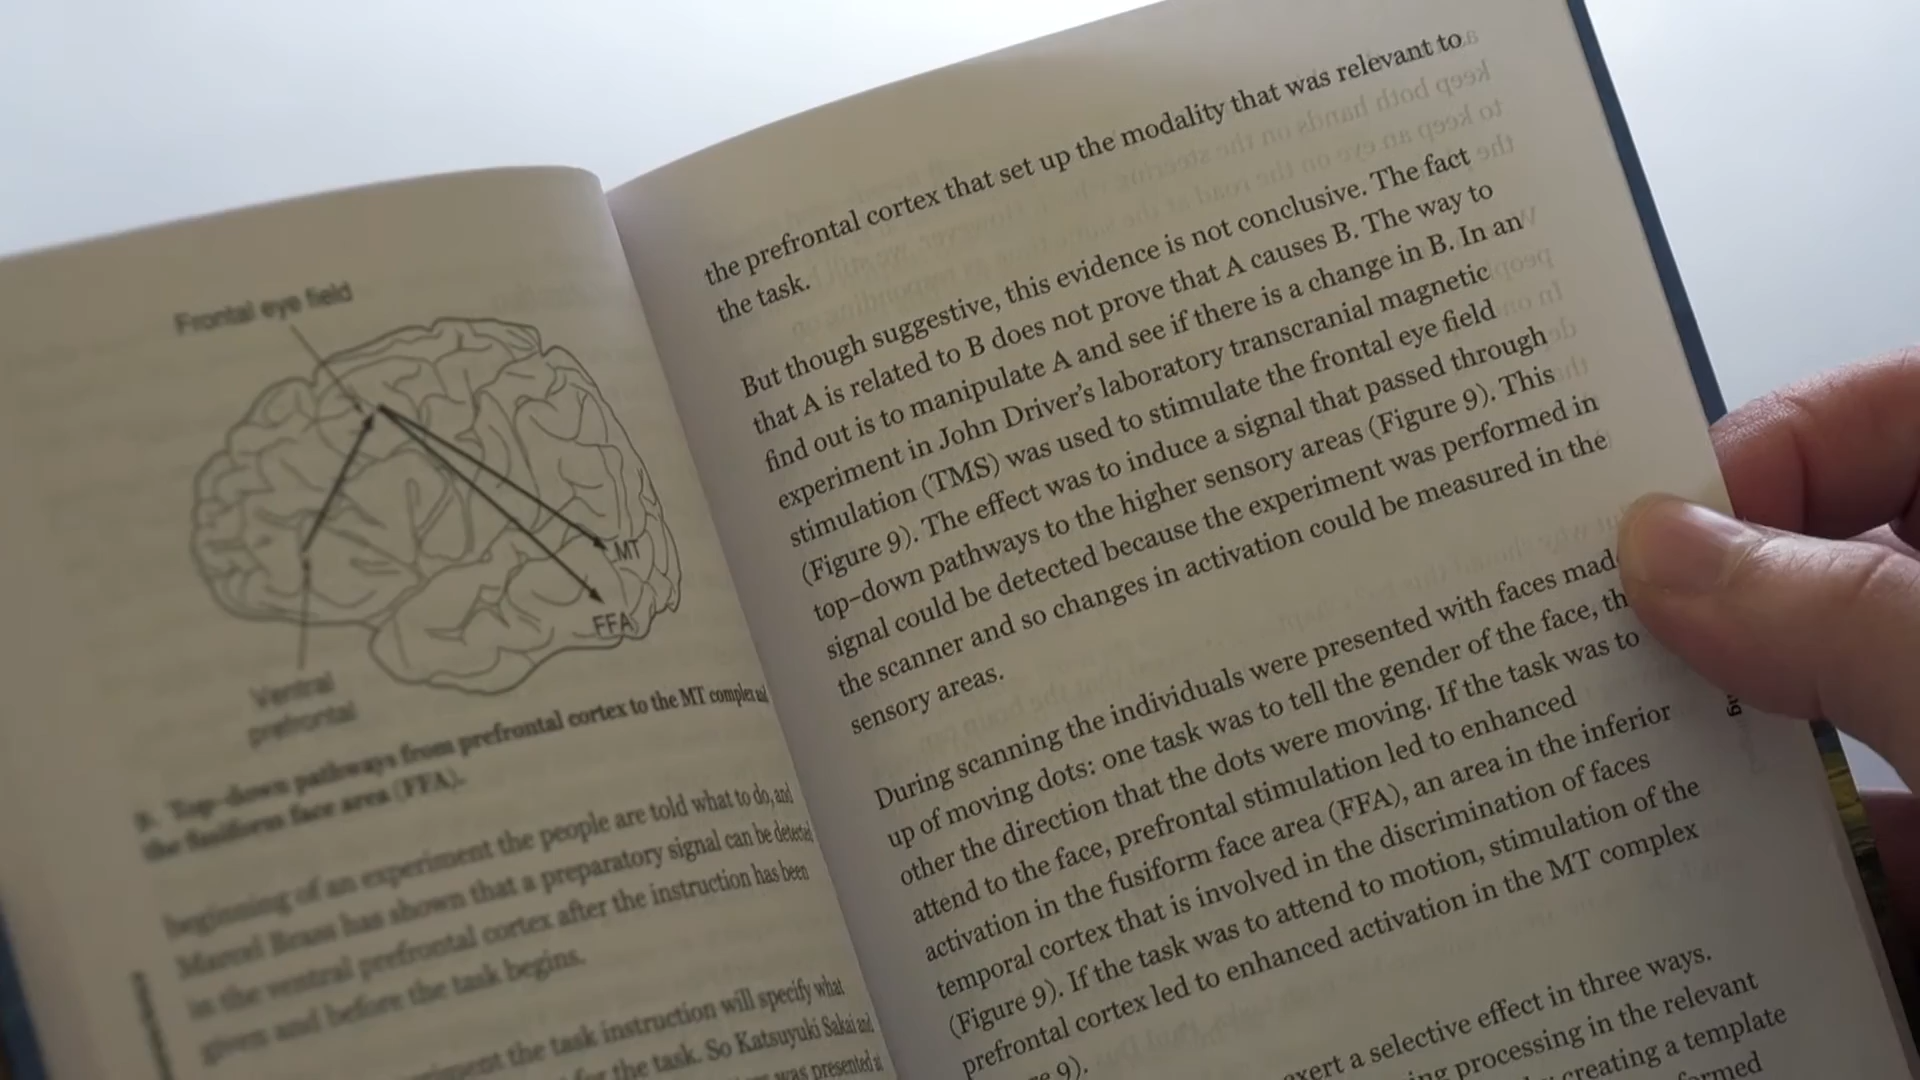 Frontal eye field
MT
FFA
Ventral
prefrontal
9. Top–down pathways from prefrontal cortex to the MT complex and
the fusiform face area (FFA).
beginning of an experiment the people are told what to do, and
Marcel Brass has shown that a preparatory signal can be detected
in the ventral prefrontal cortex after the instruction has been
given and before the task begins.
the task instruction will specify what
for the task. So Katsuyuki Sakai and
was presented
the prefrontal cortex that set up the modality that was relevant to
the task.
But though suggestive, this evidence is not conclusive. The fact
that A is related to B does not prove that A causes B. The way to
find out is to manipulate A and see if there is a change in B. In an
experiment in John Driver's laboratory transcranial magnetic
stimulation (TMS) was used to stimulate the frontal eye field
(Figure 9). The effect was to induce a signal that passed through
top–down pathways to the higher sensory areas (Figure 9). This
signal could be detected because the experiment was performed in
the scanner and so changes in activation could be measured in the
sensory areas.
During scanning the individuals were presented with faces made
up of moving dots: one task was to tell the gender of the face, th
other the direction that the dots were moving. If the task was to
attend to the face, prefrontal stimulation led to enhanced
activation in the fusiform face area (FFA), an area in the inferior
temporal cortex that is involved in the discrimination of faces
(Figure 9). If the task was to attend to motion, stimulation of the
prefrontal cortex led to enhanced activation in the MT complex
9).
exert a selective effect in three ways.
processing in the relevant
creating a template